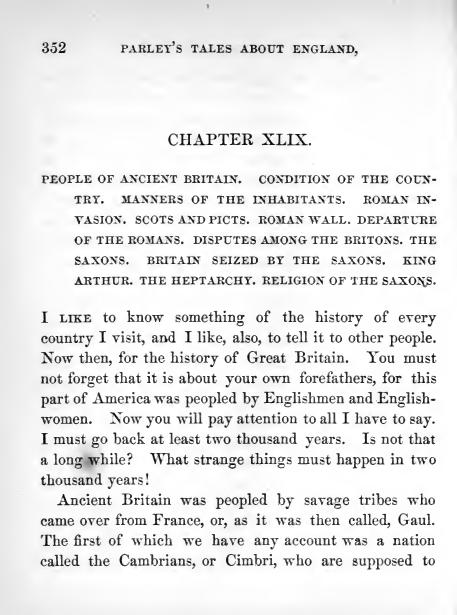 352 PARLEY'S TALES ABOUT ENGLAND,
CHAPTER XLIX.
PEOPLE OF ANCIENT BRITAIN. CONDITION OF THE COUN-
TRY. MANNERS OF THE INHABITANTS. ROMAN IN-
VASION. SCOTS AND PICTS. ROMAN WALL. DEPARTURE
OF THE ROMANS. DISPUTES AMONG THE BRITONS. THE
SAXONS. BRITAIN SEIZED BY THE SAXONS. KING
ARTHUR. THE HEPTARCHY. RELIGION OF THE SAXONS.
I LIKE to know something of the history of every
country I visit, and I like, also, to tell it to other people.
Now then, for the history of Great Britain. You must
not forget that it is about your own forefathers, for this
part of America was peopled by Englishmen and English-
women. Now you will pay attention to all I have to say.
I must go back at least two thousand years. Is not that
a long while? What strange things must happen in two
thousand years!
Ancient Britain was peopled by savage tribes who
came over from France, or, as it was then called, Gaul.
The first of which we have any account was a nation
called the Cambrians, or Cimbri, who are supposed to